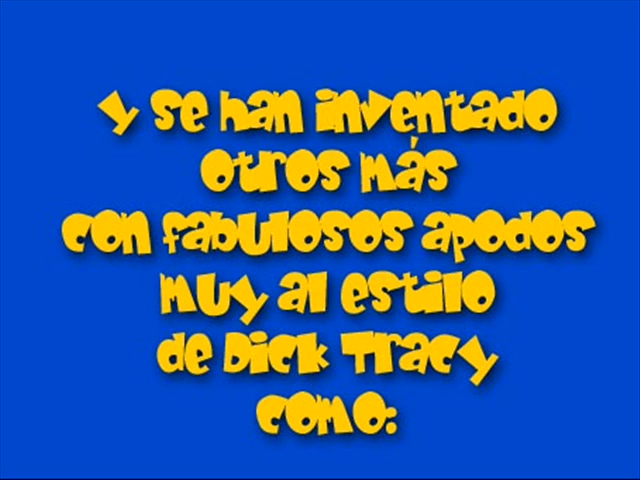 Y se han inventado
otros más
con fabulosos apodos
muy al estilo
de Dick Tracy
como: